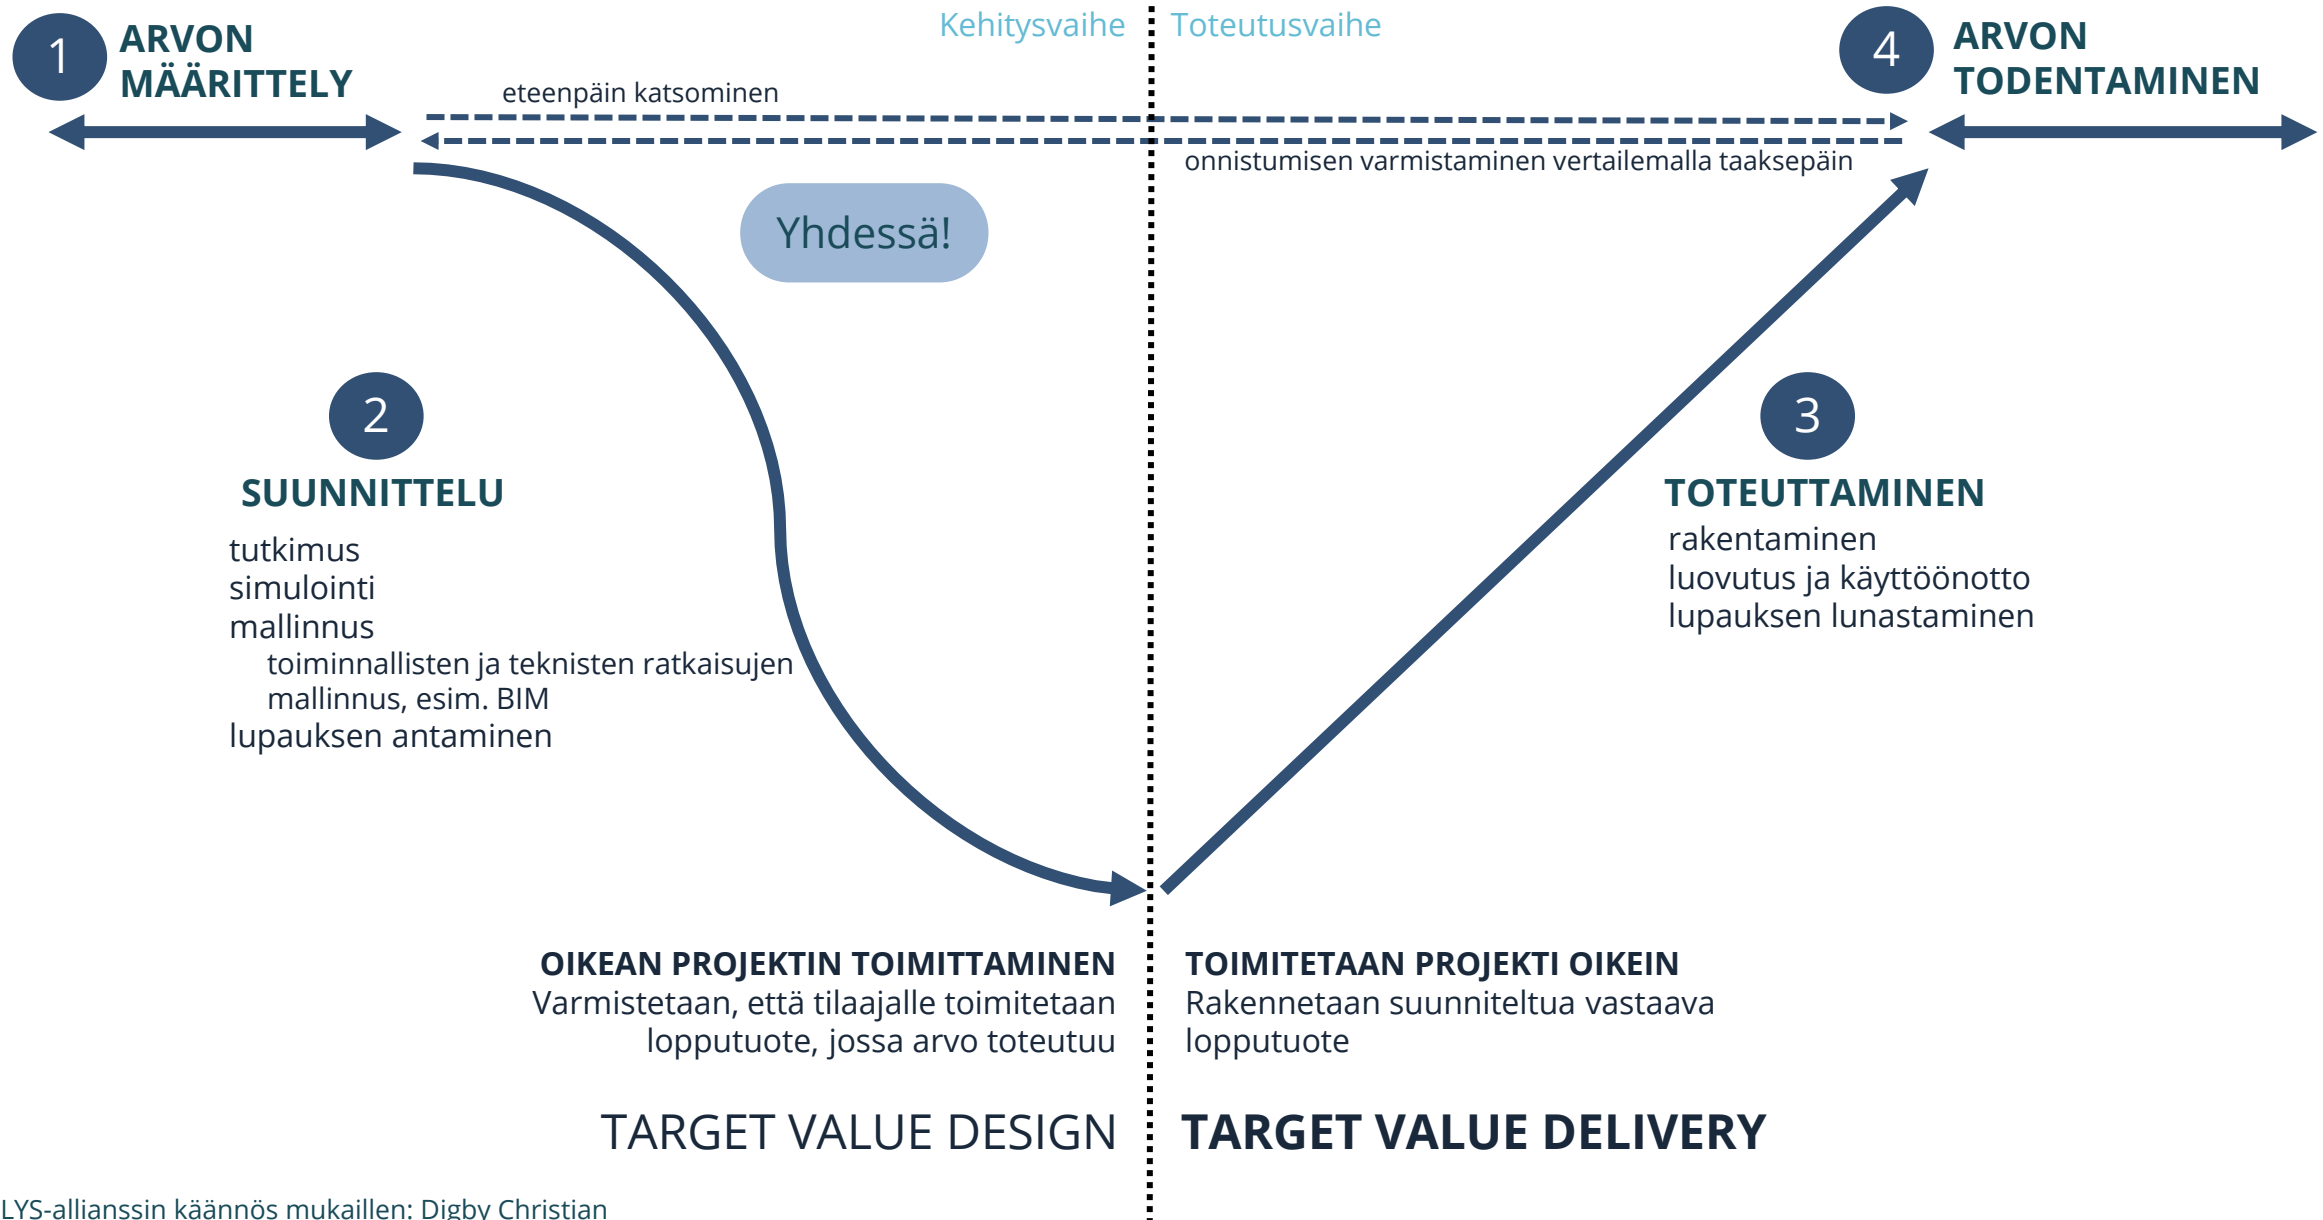 1
ARVON
MÄÄRITTELY
Kehitysvaihe
Toteutusvaihe
4
ARVON
TODENTAMINEN
eteenpäin katsominen
onnistumisen varmistaminen vertailemalla taaksepäin
Yhdessä!
2
SUUNNITTELU
tutkimus
simulointi
mallinnus
toiminnallisten ja teknisten ratkaisujen
mallinnus, esim. BIM
lupauksen antaminen
3
TOTEUTTAMINEN
rakentaminen
luovutus ja käyttöönotto
lupauksen lunastaminen
OIKEAN PROJEKTIN TOIMITTAMINEN
Varmistetaan, että tilaajalle toimitetaan
lopputuote, jossa arvo toteutuu
TOIMITETAAN PROJEKTI OIKEIN
Rakennetaan suunniteltua vastaava
lopputuote
TARGET VALUE DESIGN
TARGET VALUE DELIVERY
LYS-allianssin käännös mukaillen: Digby Christian